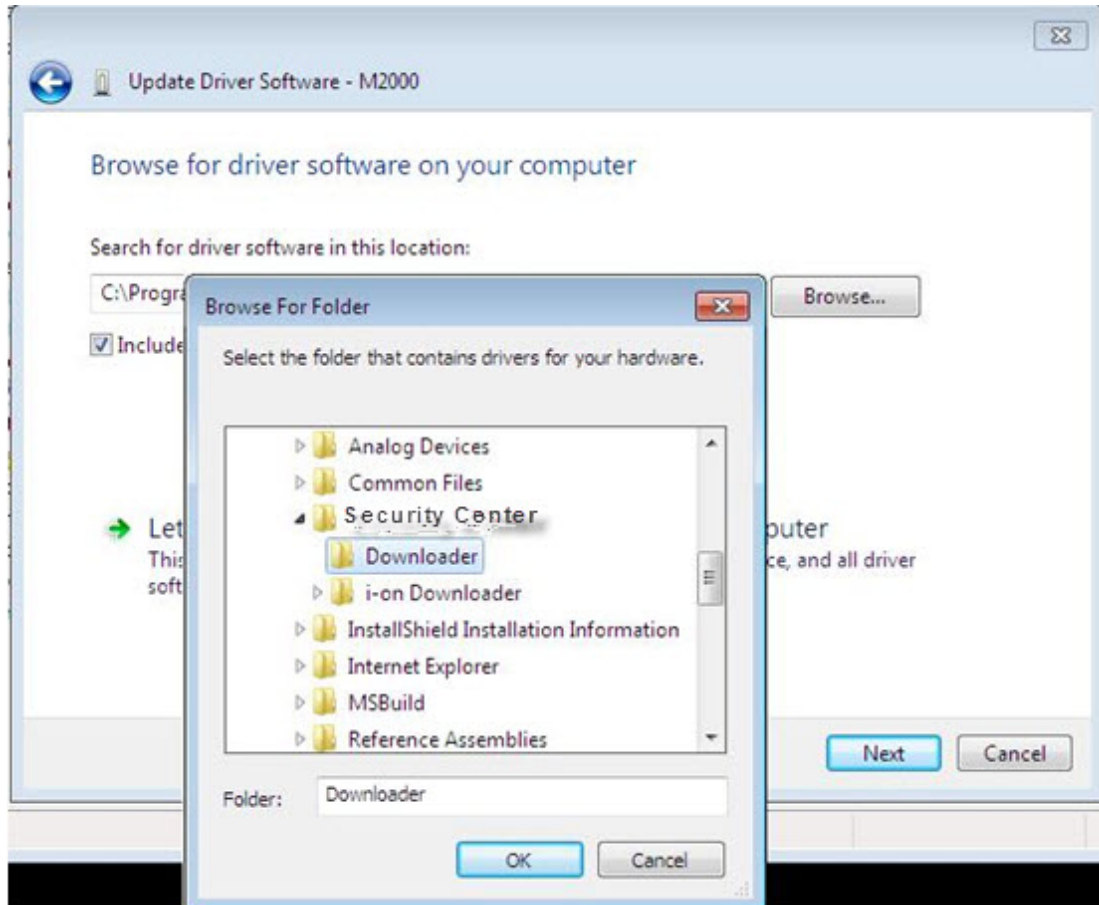 Update Driver Software - M2000
Browse for driver software on your computer
Search for driver software in this location:
C:\Progra
Browse...
Include
Browse For Folder
Select the folder that contains drivers for your hardware.
Analog Devices
Common Files
Security Center
Downloader
i-on Downloader
InstallShield Installation Information
Internet Explorer
MSBuild
Reference Assemblies
Folder: Downloader
OK Cancel
Let
puter
This
ce, and all driver
soft
Next Cancel